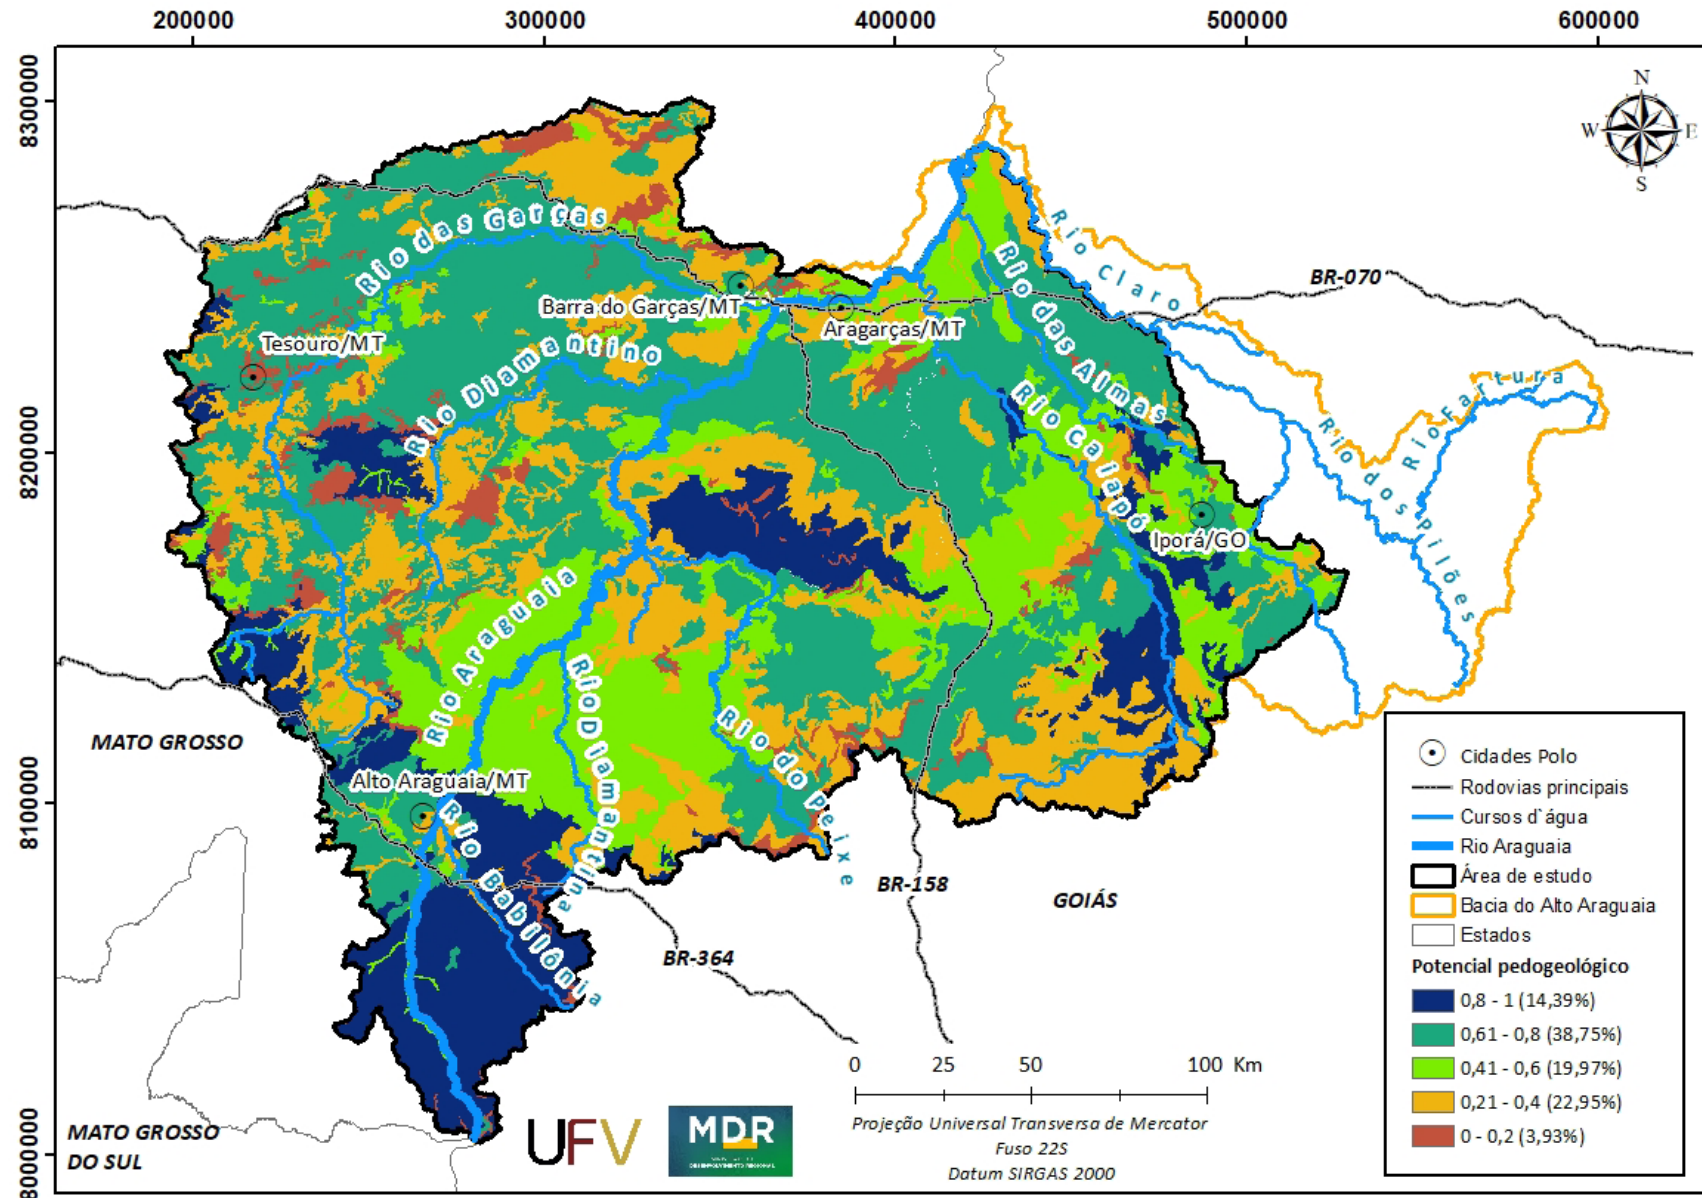 200000 300000 400000 500000 600000
8300000
8200000
8100000
8000000
N
W E
S
Rio das Garças
Rio Claro
BR-070
Rio das Almas
Barra do Garças/MT
Aragarças/MT
Tesouro/MT
Rio Diamantino
Rio Fartura
Rio Caiapó
Rio dos Pilões
Iporá/GO
Rio Araguaia
Rio Diamantina
Rio do Peixe
MATO GROSSO
Alto Araguaia/MT
Rio Babilônia
BR-158
GOIÁS
BR-364
MATO GROSSO
DO SUL
UFV
MDR
DESENVOLVIMENTO REGIONAL
0 25 50 100 Km
Projeção Universal Transversa de Mercator
Fuso 22S
Datum SIRGAS 2000
Cidades Polo
Rodovias principais
Cursos d`água
Rio Araguaia
Área de estudo
Bacia do Alto Araguaia
Estados
Potencial pedogeológico
0,8 - 1 (14,39%)
0,61 - 0,8 (38,75%)
0,41 - 0,6 (19,97%)
0,21 - 0,4 (22,95%)
0 - 0,2 (3,93%)